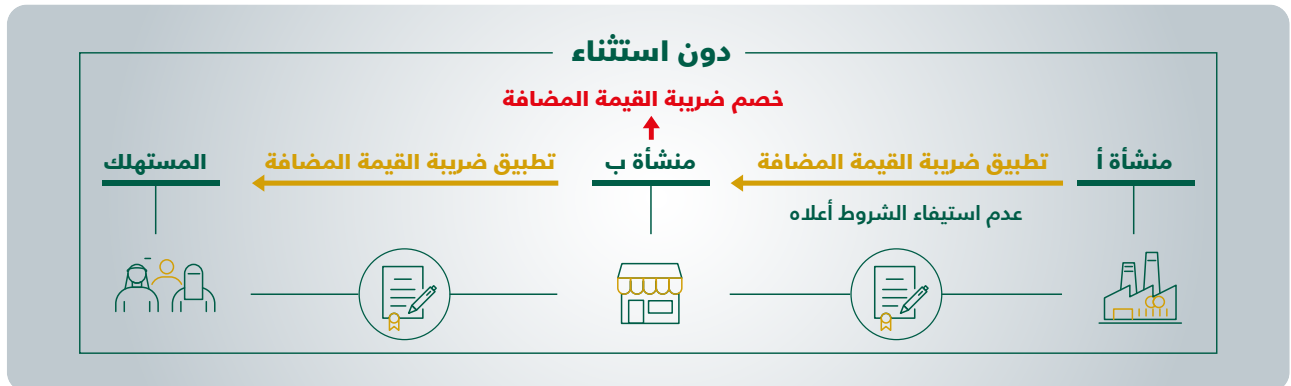 دون استثناء
خصم ضريبة القيمة المضافة
منشأة أ
تطبيق ضريبة القيمة المضافة
منشأة ب
تطبيق ضريبة القيمة المضافة
المستهلك
عدم استيفاء الشروط أعلاه